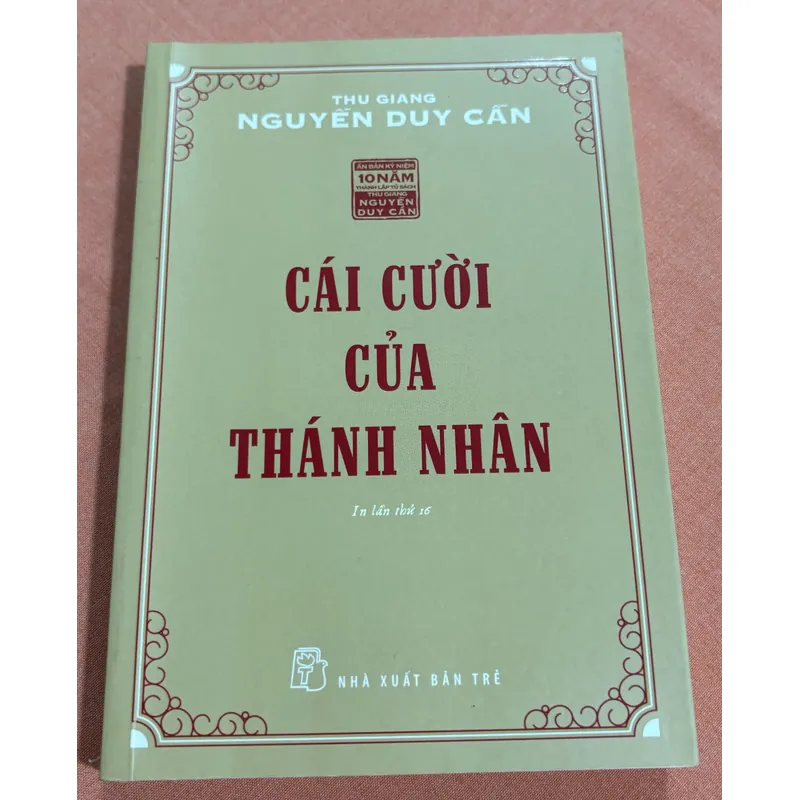 THU GIANG
NGUYỄN DUY CẦN
ẤN BẢN KỶ NIỆM
10 NĂM
THÀNH LẬP TỦ SÁCH
THU GIANG
NGUYỄN
DUY CẦN
CÁI CƯỜI
CỦA
THÁNH NHÂN
In lần thứ 16
T
NHÀ XUẤT BẢN TRẺ